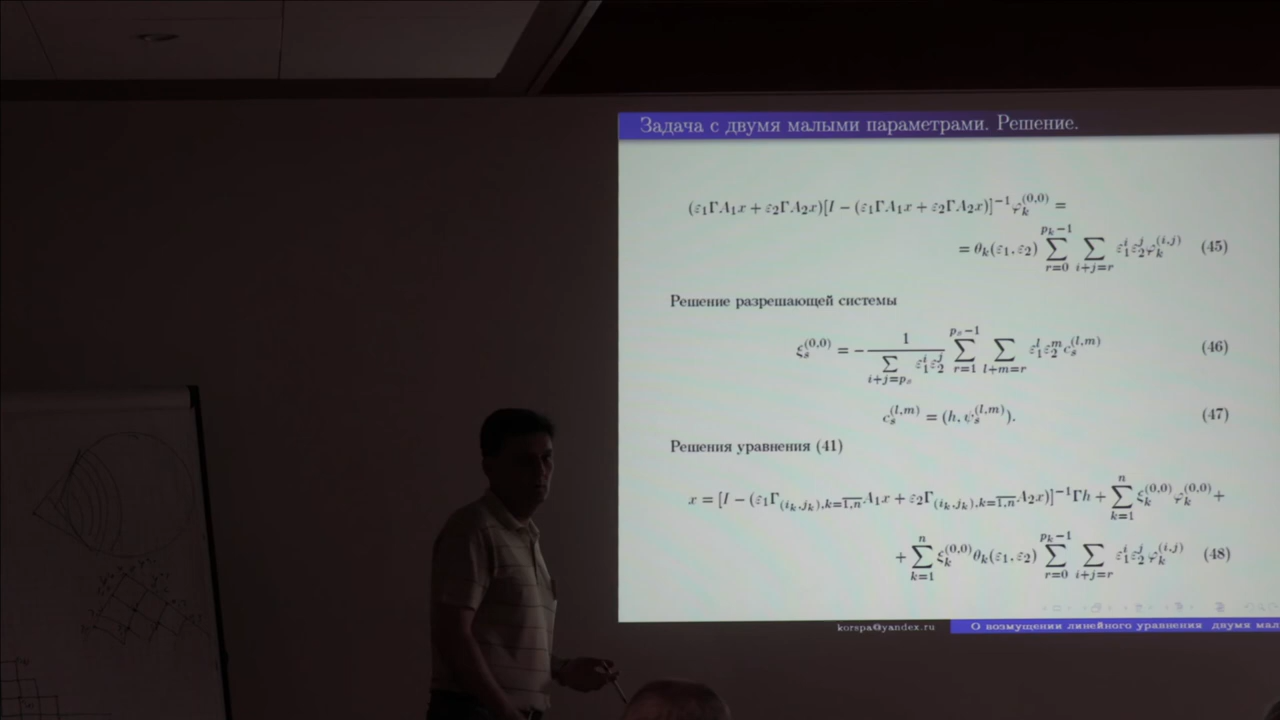 Задача с двумя малыми параметрами. Решение.
(ε₁ΓA₁x + ε₂ΓA₂x)[I − (ε₁ΓA₁x + ε₂ΓA₂x)]⁻¹φ_k^{(0,0)} =
= θ_k(ε₁, ε₂) ∑_{r=0}^{p_k−1} ∑_{i+j=r} ε₁^i ε₂^j φ_k^{(i,j)} (45)
Решение разрешающей системы
ξ_s^{(0,0)} = − \frac{1}{∑_{i+j=p_s} ε₁^i ε₂^j} ∑_{r=1}^{p_s−1} ∑_{l+m=r} ε₁^l ε₂^m c_s^{(l,m)} (46)
c_s^{(l,m)} = (h, ψ_s^{(l,m)}). (47)
Решения уравнения (41)
x = [I − (ε₁Γ_{(i_k,j_k),k=\overline{1,n}}A₁x + ε₂Γ_{(i_k,j_k),k=\overline{1,n}}A₂x)]⁻¹Γh + ∑_{k=1}^{n} ξ_k^{(0,0)}φ_k^{(0,0)}+
+ ∑_{k=1}^{n} ξ_k^{(0,0)}θ_k(ε₁, ε₂) ∑_{r=0}^{p_k−1} ∑_{i+j=r} ε₁^i ε₂^j φ_k^{(i,j)} (48)
korspa@yandex.ru О возмущении линейного уравнения двумя мал